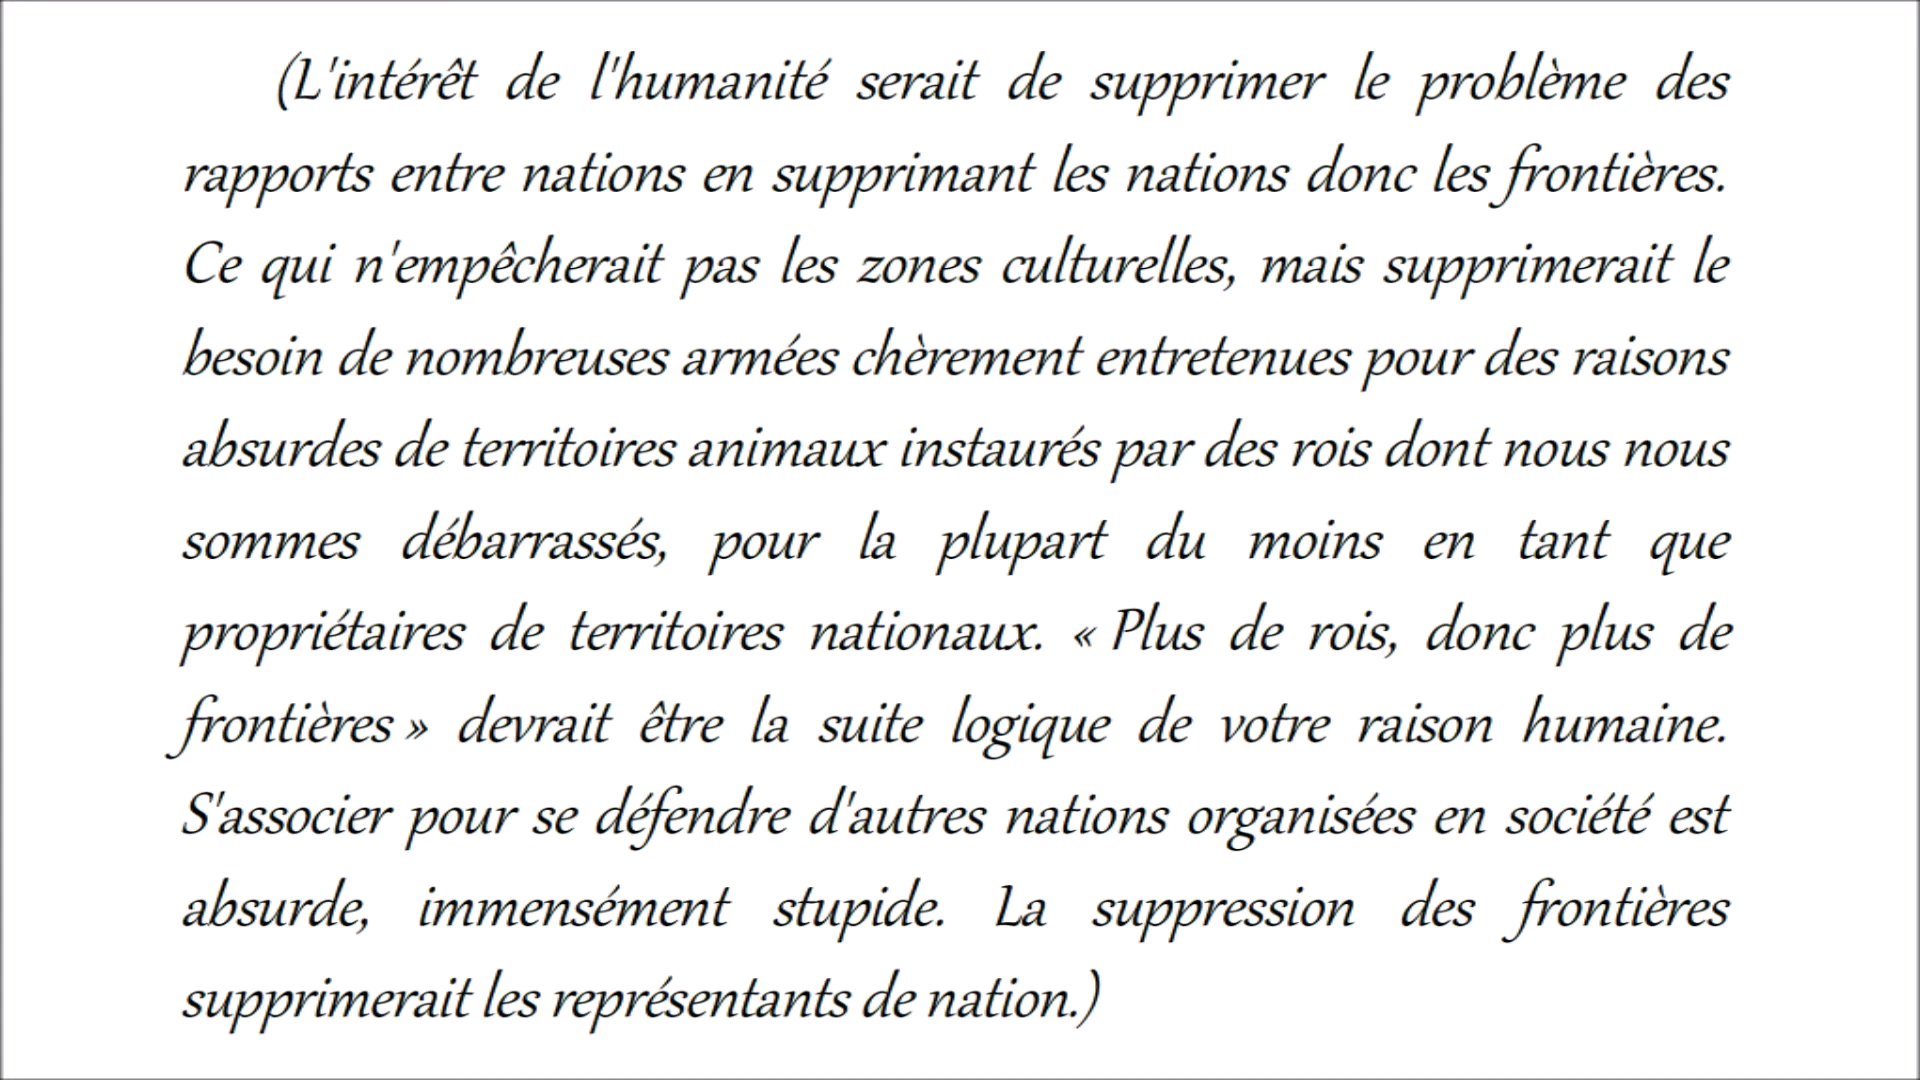 (L'intérêt de l'humanité serait de supprimer le problème des
rapports entre nations en supprimant les nations donc les frontières.
Ce qui n'empêcherait pas les zones culturelles, mais supprimerait le
besoin de nombreuses armées chèrement entretenues pour des raisons
absurdes de territoires animaux instaurés par des rois dont nous nous
sommes débarrassés, pour la plupart du moins en tant que
propriétaires de territoires nationaux. « Plus de rois, donc plus de
frontières » devrait être la suite logique de votre raison humaine.
S'associer pour se défendre d'autres nations organisées en société est
absurde, immensément stupide. La suppression des frontières
supprimerait les représentants de nation.)